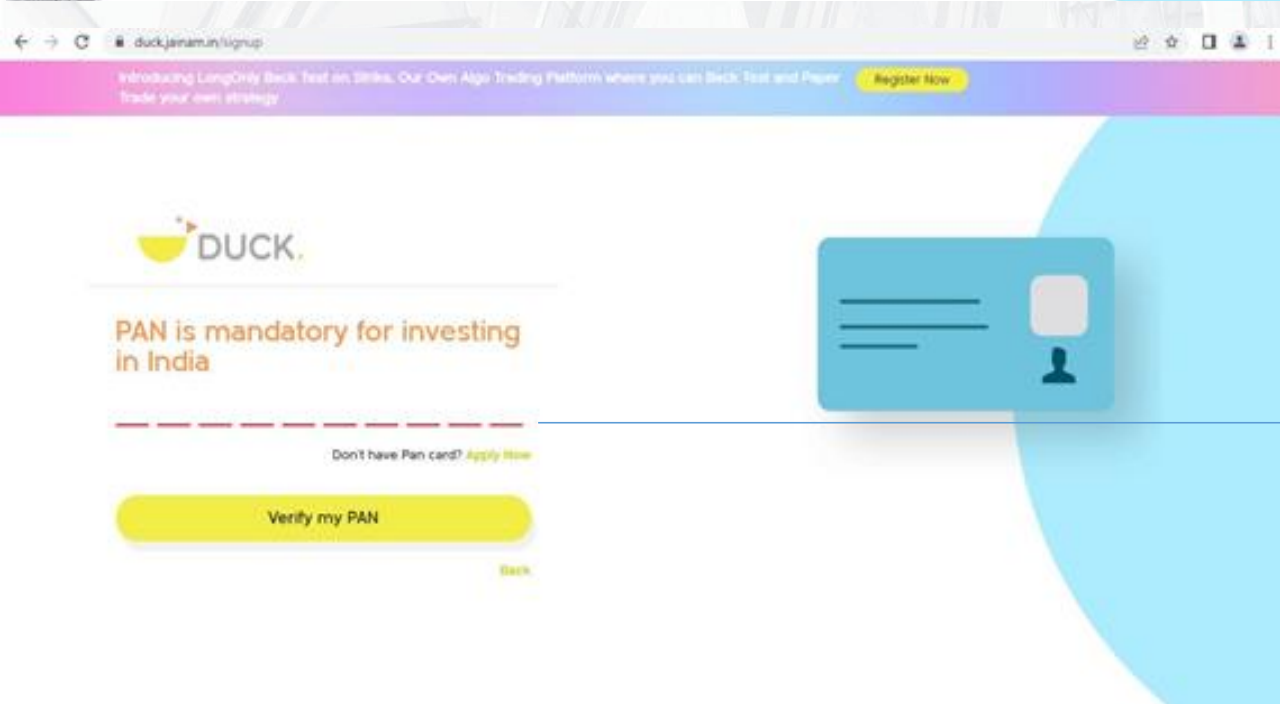 duck.jainam.in/signup
Introducing LongOnly Back Test on Strike, Our Own Algo Trading Platform where you can Back Test and Paper
Trade your own strategy
Register Now
DUCK.
PAN is mandatory for investing
in India
Don't have Pan card? Apply Now
Verify my PAN
Back